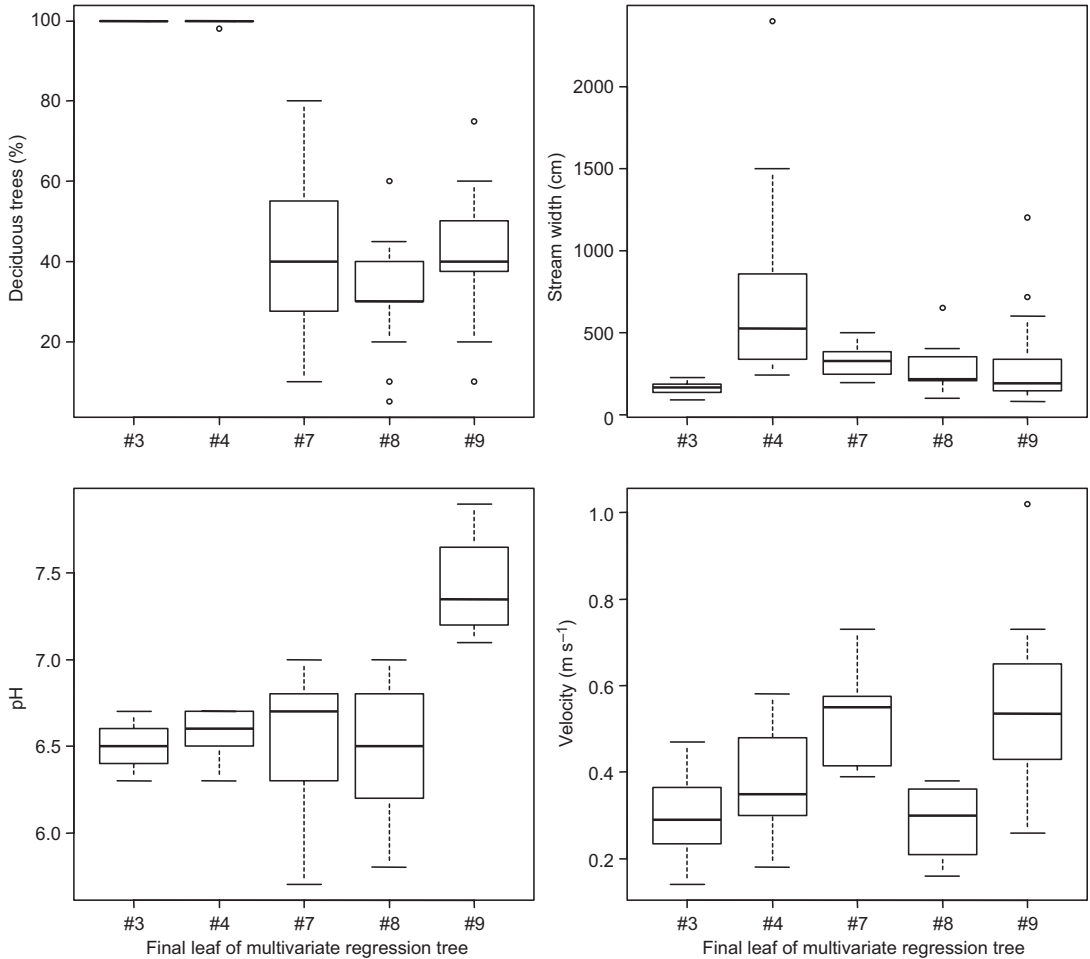 Deciduous trees (%)
100
80
60
40
20
#3 #4 #7 #8 #9
Stream width (cm)
2000
1500
1000
500
0
#3 #4 #7 #8 #9
pH
7.5
7.0
6.5
6.0
#3 #4 #7 #8 #9
Final leaf of multivariate regression tree
Velocity (m s⁻¹)
1.0
0.8
0.6
0.4
0.2
#3 #4 #7 #8 #9
Final leaf of multivariate regression tree